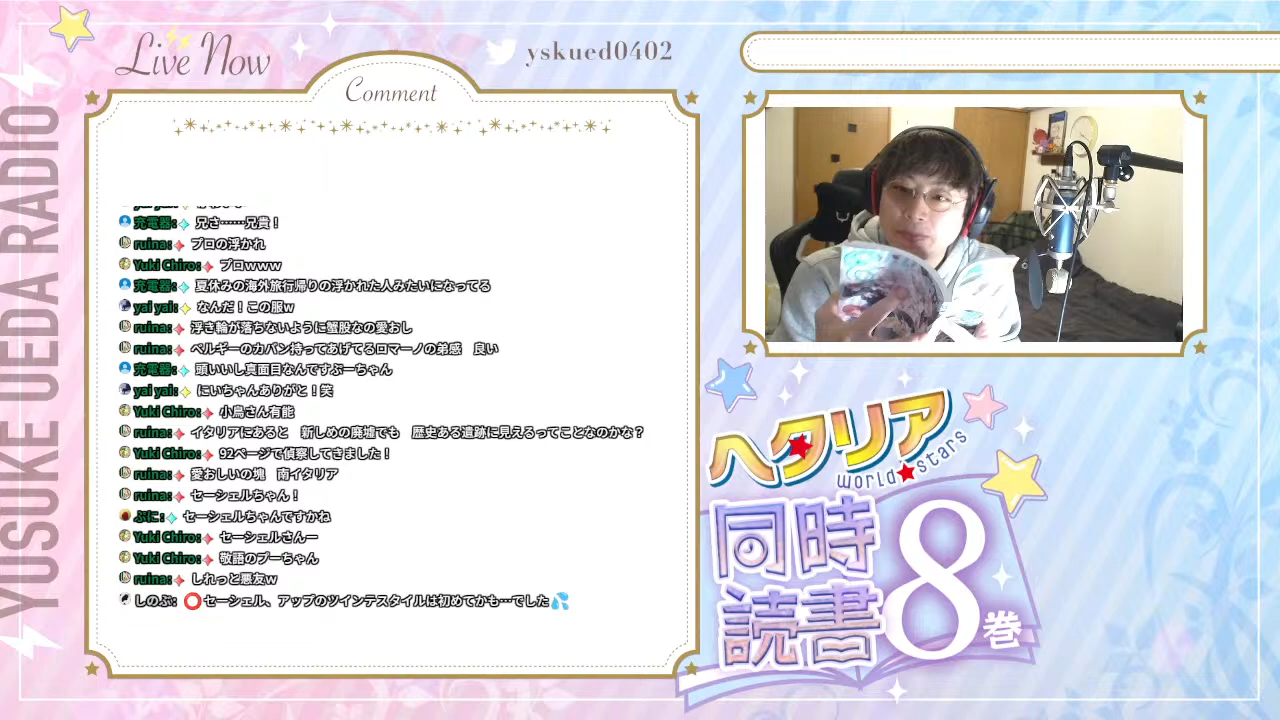 Live Now
yskued0402
Comment
YUSUKE UEDA RADIO
充電器: 兄さ……兄貴！
ruina: プロの浮かれ
Yuki Chiro: プロwww
充電器: 夏休みの海外旅行帰りの浮かれた人みたいになってる
yai yai: なんだ！この服w
ruina: 浮き輪が落ちないように蟹股なの愛おし
ruina: ベルギーのカバン持ってあげてるロマーノの弟感　良い
充電器: 頭いいし真面目なんですぷーちゃん
yai yai: にいちゃんありがと！笑
Yuki Chiro: 小鳥さん有能
ruina: イタリアにあると　新しめの廃墟でも　歴史ある遺跡に見えるってことなのかな？
Yuki Chiro: 92ページで偵察してきました！
ruina: 愛おしいの塊　南イタリア
ruina: セーシェルちゃん！
ぷに: セーシェルちゃんですかね
Yuki Chiro: セーシェルさんー
Yuki Chiro: 敬語のプーちゃん
ruina: しれっと悪友w
しのぶ: ⭕セーシェル、アップのツインテスタイルは初めてかも…でした💦
ヘタリア
world★stars
同時
読書
8巻